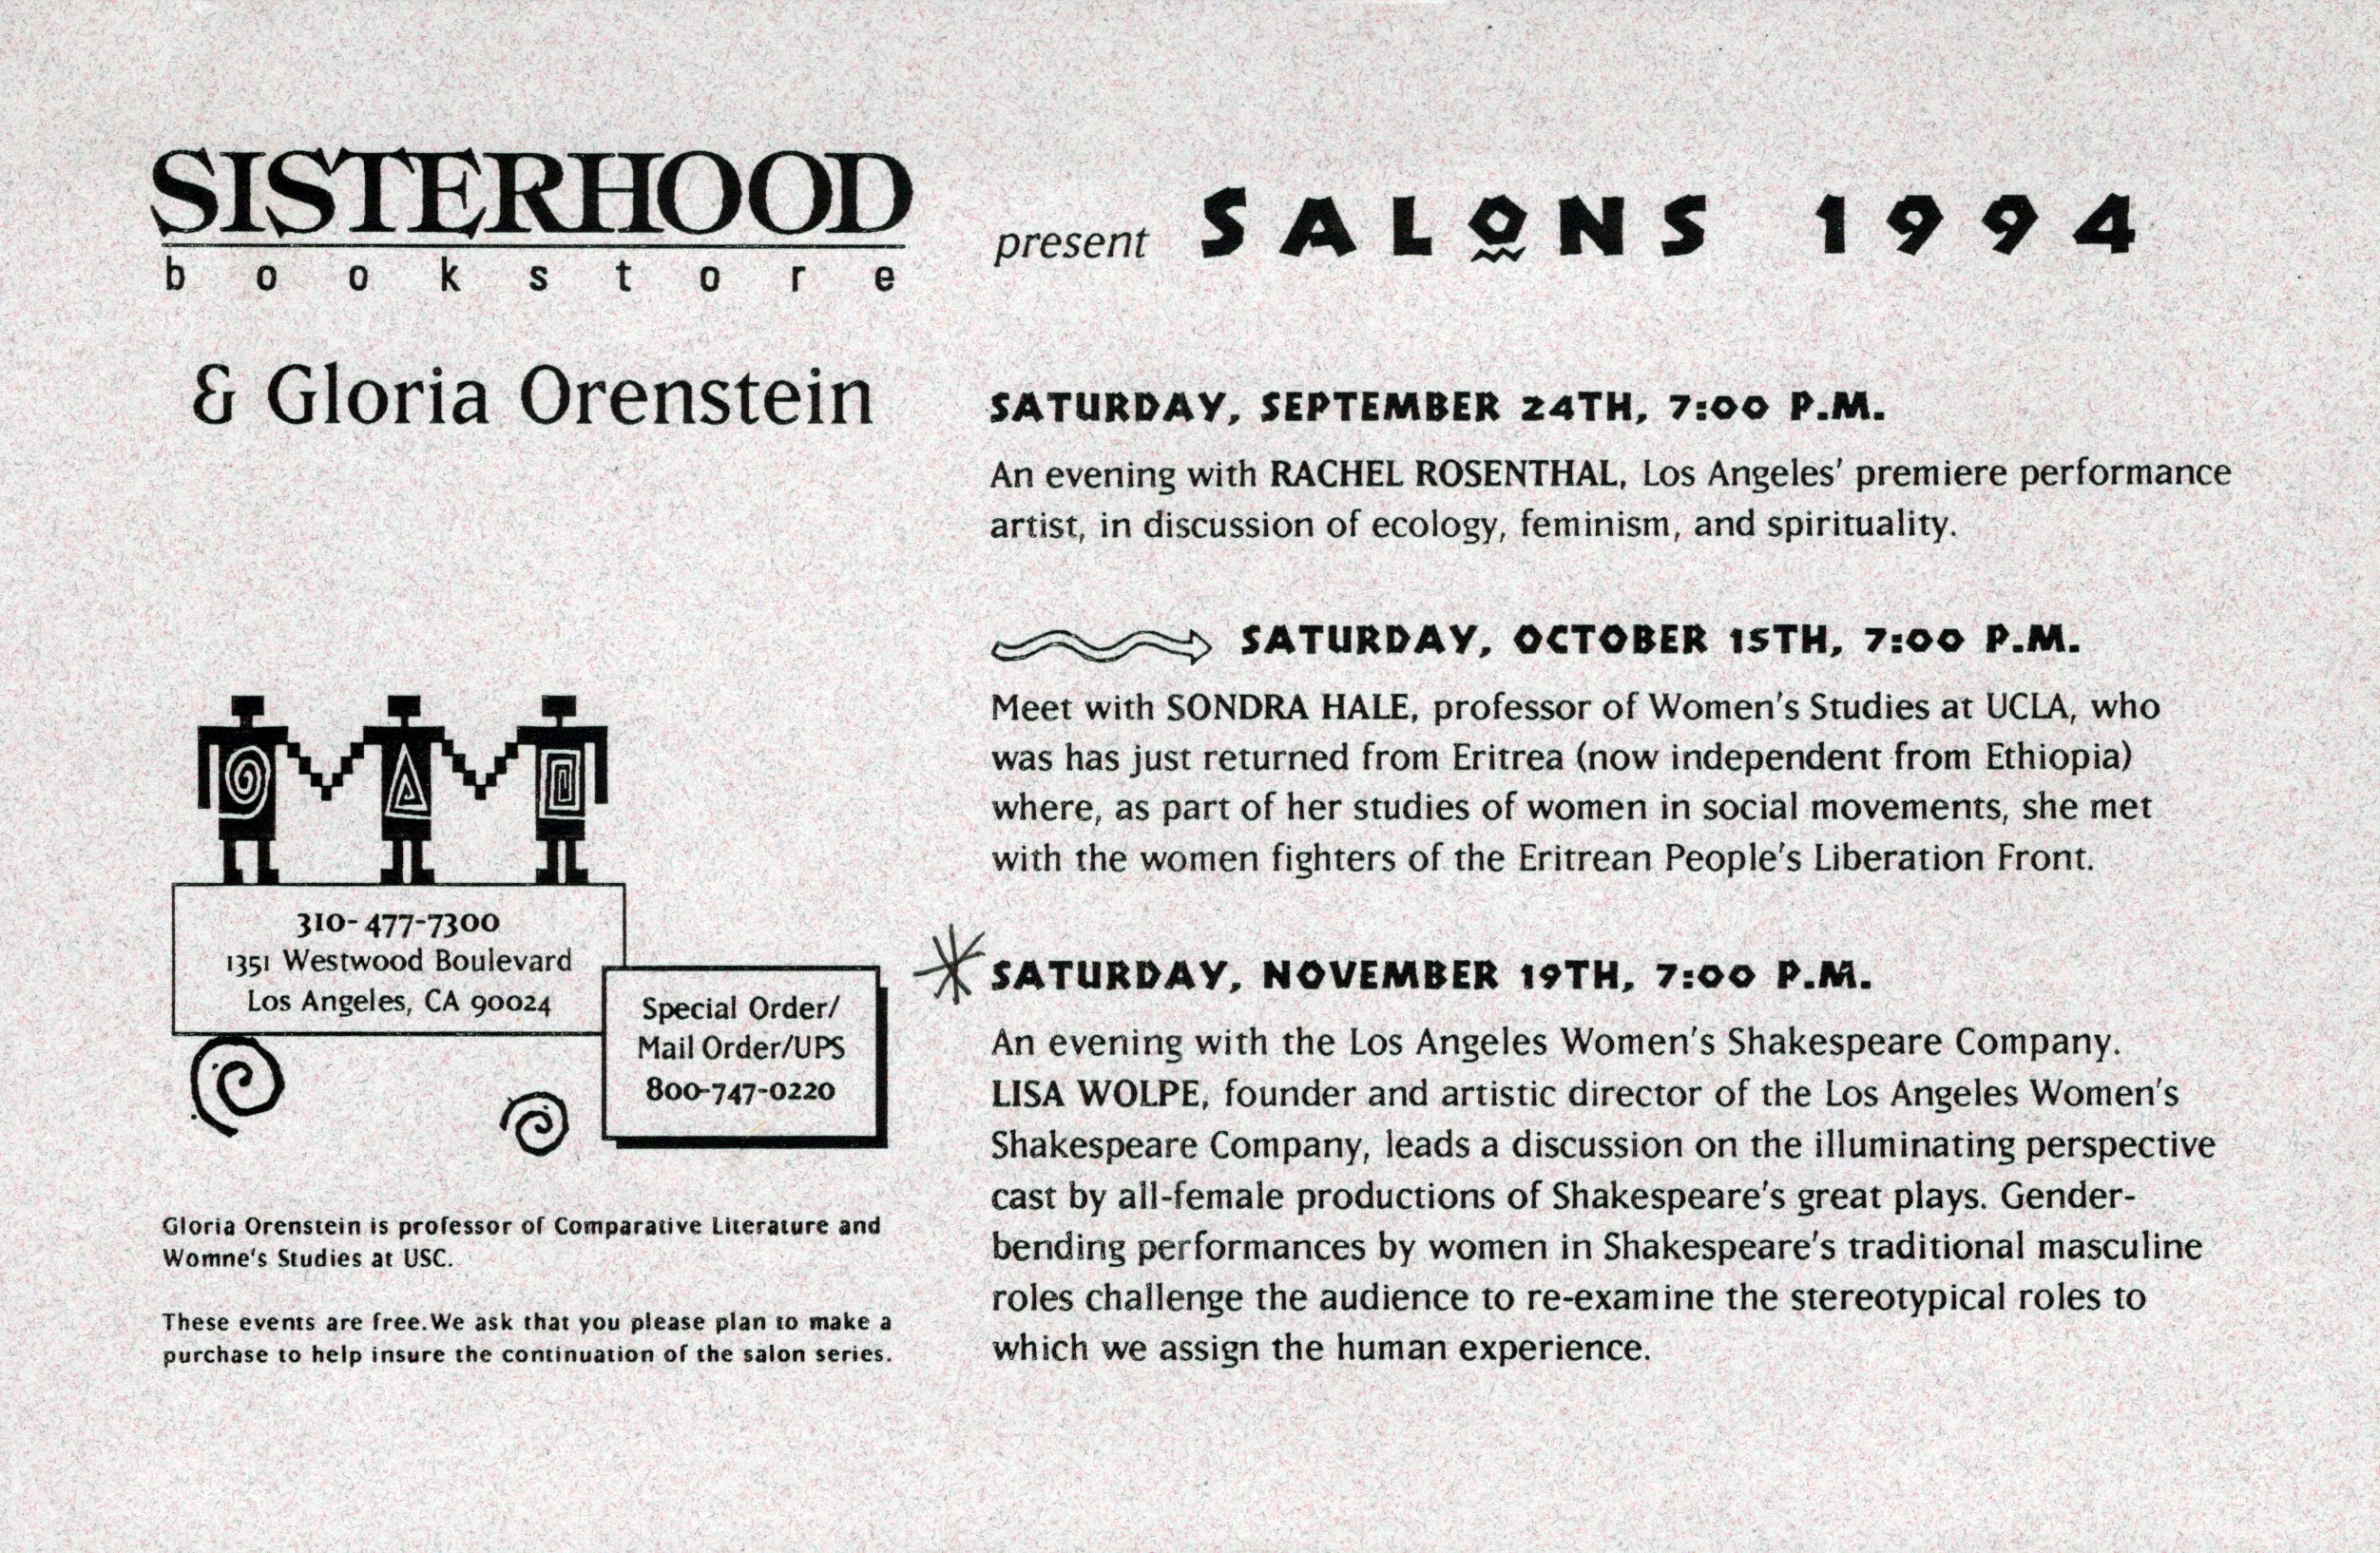 SISTERHOOD
bookstore
& Gloria Orenstein
310-477-7300
1351 Westwood Boulevard
Los Angeles, CA 90024
Special Order/
Mail Order/UPS
800-747-0220
Gloria Orenstein is professor of Comparative Literature and
Womne's Studies at USC.
These events are free.We ask that you please plan to make a
purchase to help insure the continuation of the salon series.
present SALONS 1994
SATURDAY, SEPTEMBER 24TH, 7:00 P.M.
An evening with RACHEL ROSENTHAL, Los Angeles' premiere performance
artist, in discussion of ecology, feminism, and spirituality.
SATURDAY, OCTOBER 15TH, 7:00 P.M.
Meet with SONDRA HALE, professor of Women's Studies at UCLA, who
was has just returned from Eritrea (now independent from Ethiopia)
where, as part of her studies of women in social movements, she met
with the women fighters of the Eritrean People's Liberation Front.
SATURDAY, NOVEMBER 19TH, 7:00 P.M.
An evening with the Los Angeles Women's Shakespeare Company.
LISA WOLPE, founder and artistic director of the Los Angeles Women's
Shakespeare Company, leads a discussion on the illuminating perspective
cast by all-female productions of Shakespeare's great plays. Gender-
bending performances by women in Shakespeare's traditional masculine
roles challenge the audience to re-examine the stereotypical roles to
which we assign the human experience.